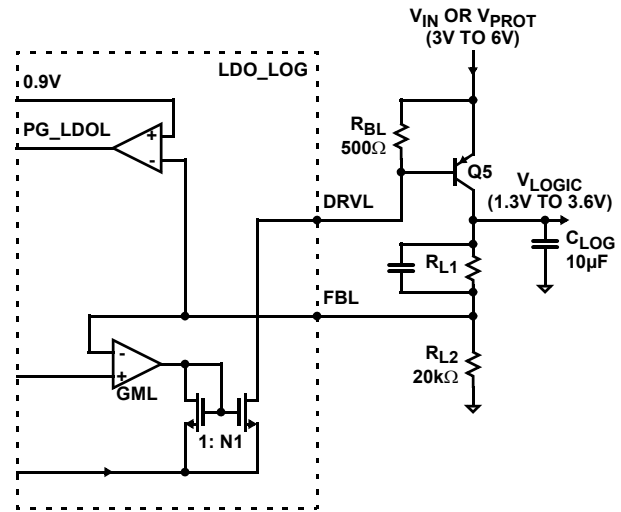 V_IN OR V_PROT
(3V TO 6V)
LDO_LOG
0.9V
PG_LDOL
+
-
R_BL
500Ω
Q5
DRVL
V_LOGIC
(1.3V TO 3.6V)
C_LOG
10µF
R_L1
FBL
-
+
GML
R_L2
20kΩ
1: N1